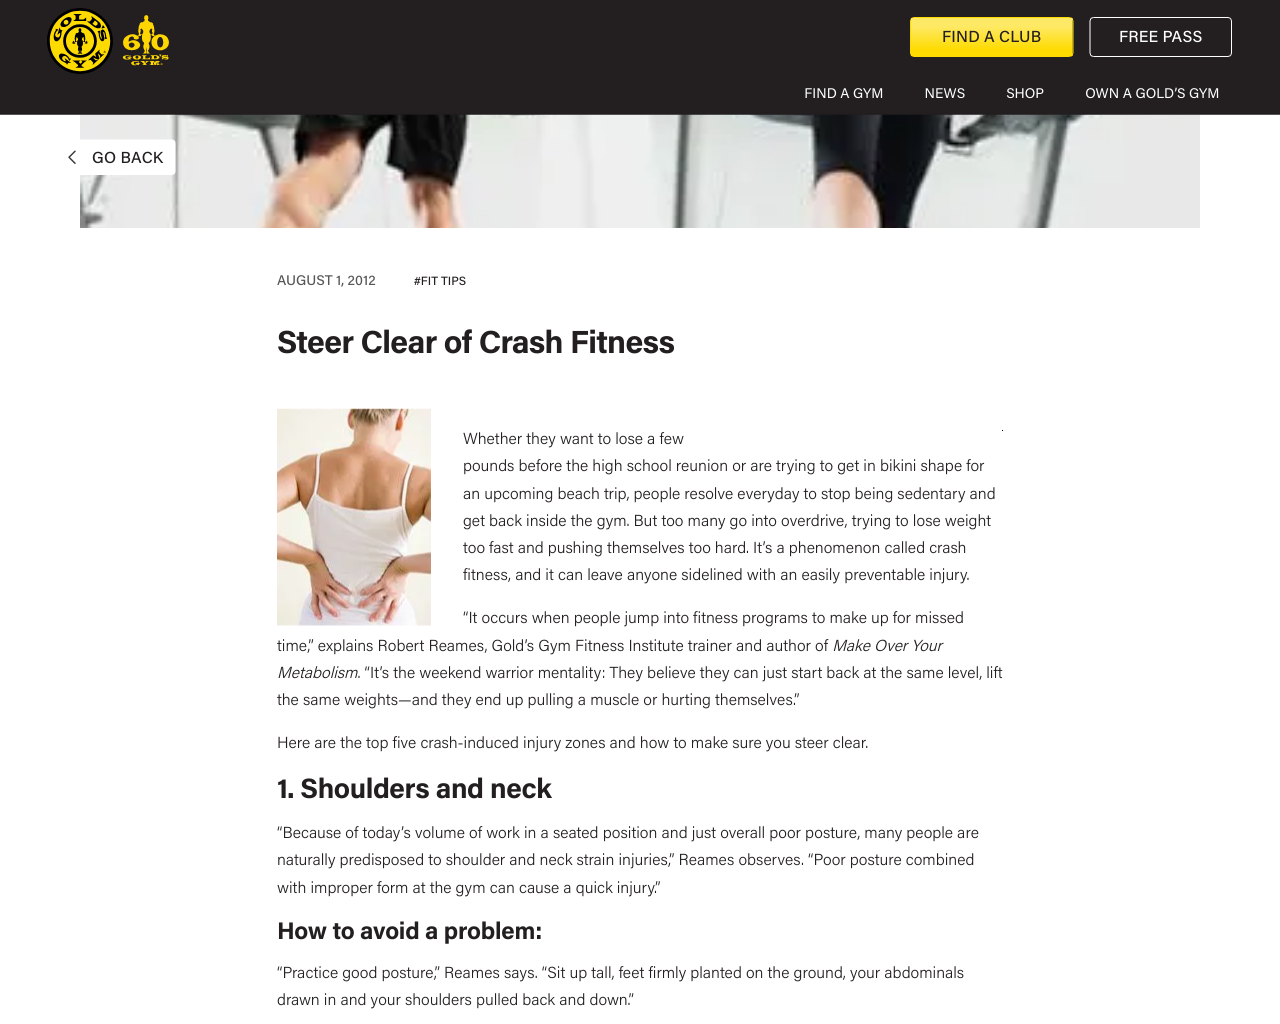 GOLD'S
GYM
60
GOLD'S
GYM
FIND A CLUB
FREE PASS
FIND A GYM
NEWS
SHOP
OWN A GOLD’S GYM
GO BACK
AUGUST 1, 2012
#FIT TIPS
Steer Clear of Crash Fitness
Whether they want to lose a few
pounds before the high school reunion or are trying to get in bikini shape for
an upcoming beach trip, people resolve everyday to stop being sedentary and
get back inside the gym. But too many go into overdrive, trying to lose weight
too fast and pushing themselves too hard. It’s a phenomenon called crash
fitness, and it can leave anyone sidelined with an easily preventable injury.
“It occurs when people jump into fitness programs to make up for missed
time,” explains Robert Reames, Gold’s Gym Fitness Institute trainer and author of Make Over Your
Metabolism. “It’s the weekend warrior mentality: They believe they can just start back at the same level, lift
the same weights—and they end up pulling a muscle or hurting themselves.”
Here are the top five crash-induced injury zones and how to make sure you steer clear.
1. Shoulders and neck
“Because of today’s volume of work in a seated position and just overall poor posture, many people are
naturally predisposed to shoulder and neck strain injuries,” Reames observes. “Poor posture combined
with improper form at the gym can cause a quick injury.”
How to avoid a problem:
“Practice good posture,” Reames says. “Sit up tall, feet firmly planted on the ground, your abdominals
drawn in and your shoulders pulled back and down.”